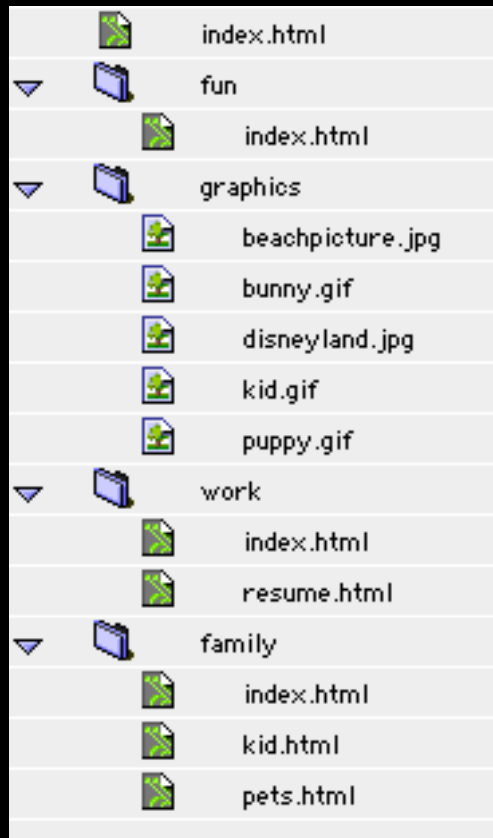 index.html
fun
index.html
graphics
beachpicture.jpg
bunny.gif
disneyland.jpg
kid.gif
puppy.gif
work
index.html
resume.html
family
index.html
kid.html
pets.html